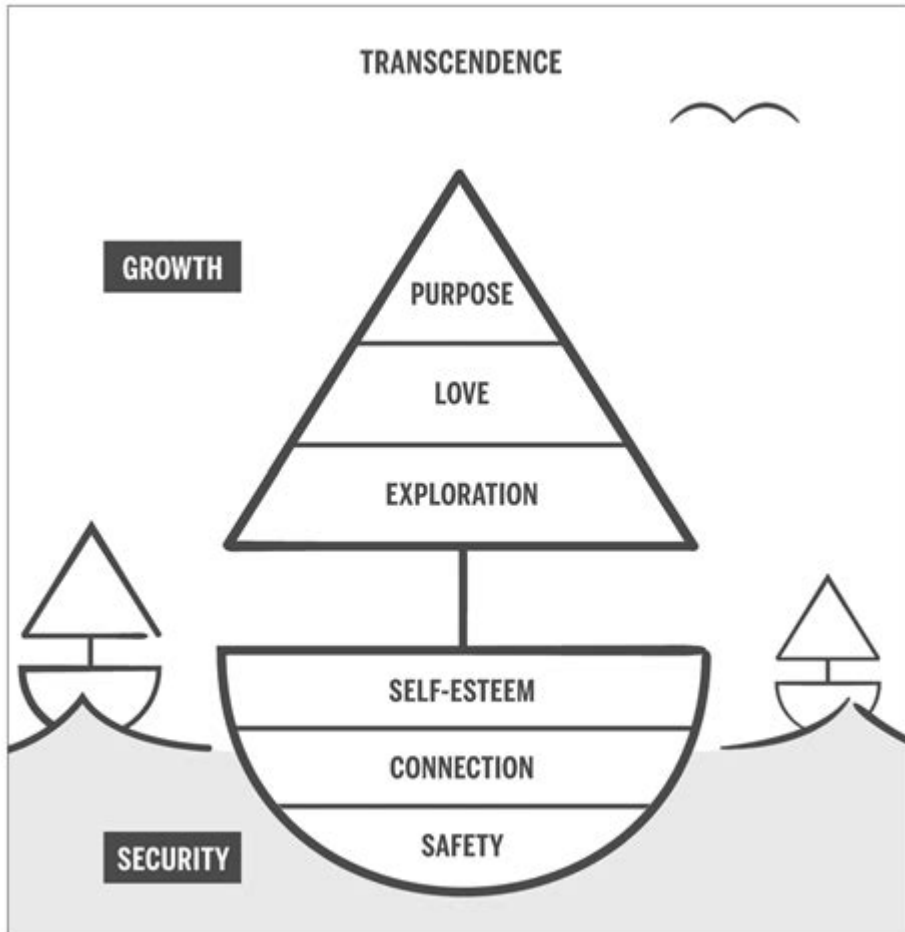 TRANSCENDENCE
GROWTH
PURPOSE
LOVE
EXPLORATION
SELF-ESTEEM
CONNECTION
SAFETY
SECURITY